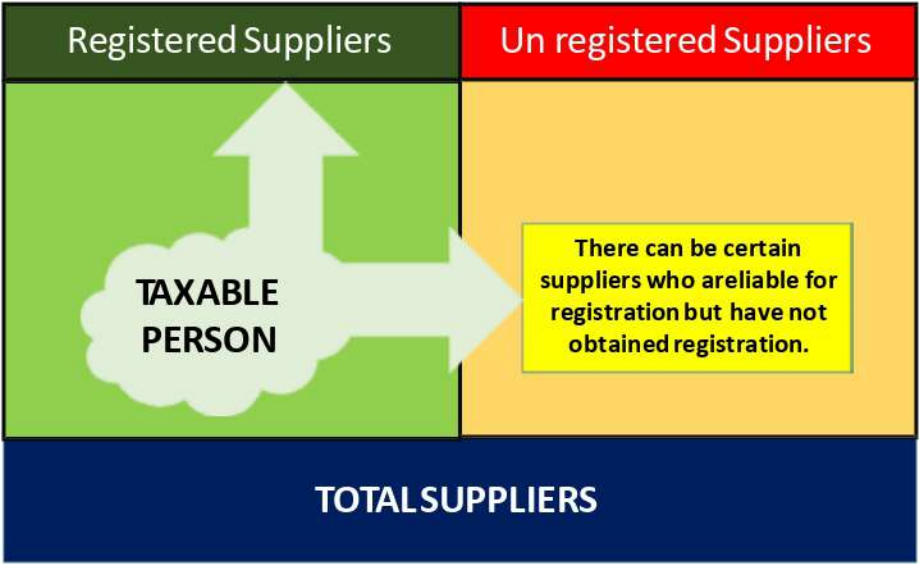 Registered Suppliers
Un registered Suppliers
TAXABLE
PERSON
There can be certain
suppliers who areliable for
registration but have not
obtained registration.
TOTAL SUPPLIERS